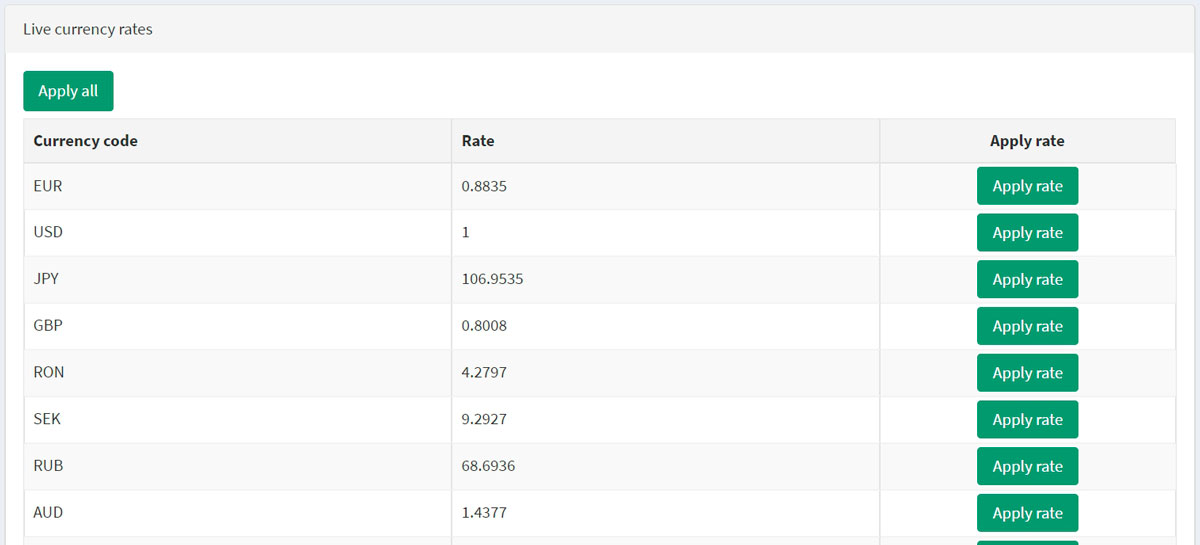 Live currency rates
Apply all
Currency code Rate Apply rate
EUR 0.8835 Apply rate
USD 1 Apply rate
JPY 106.9535 Apply rate
GBP 0.8008 Apply rate
RON 4.2797 Apply rate
SEK 9.2927 Apply rate
RUB 68.6936 Apply rate
AUD 1.4377 Apply rate